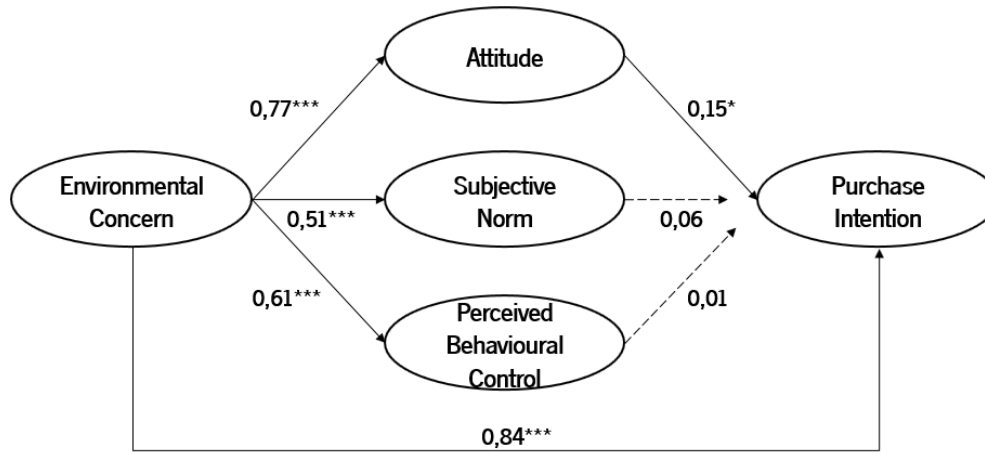 Attitude
0,77***
0,15*
Environmental
Concern
Subjective
Norm
Purchase
Intention
0,51***
0,06
0,61***
Perceived
Behavioural
Control
0,01
0,84***